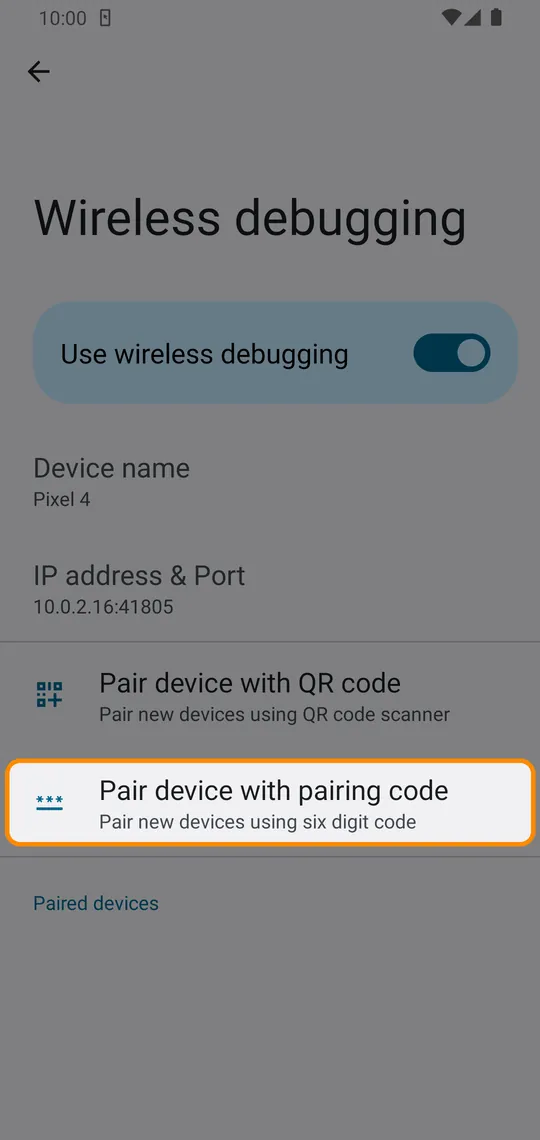 10:00
Wireless debugging
Use wireless debugging
Device name
Pixel 4
IP address & Port
10.0.2.16:41805
Pair device with QR code
Pair new devices using QR code scanner
Pair device with pairing code
Pair new devices using six digit code
Paired devices